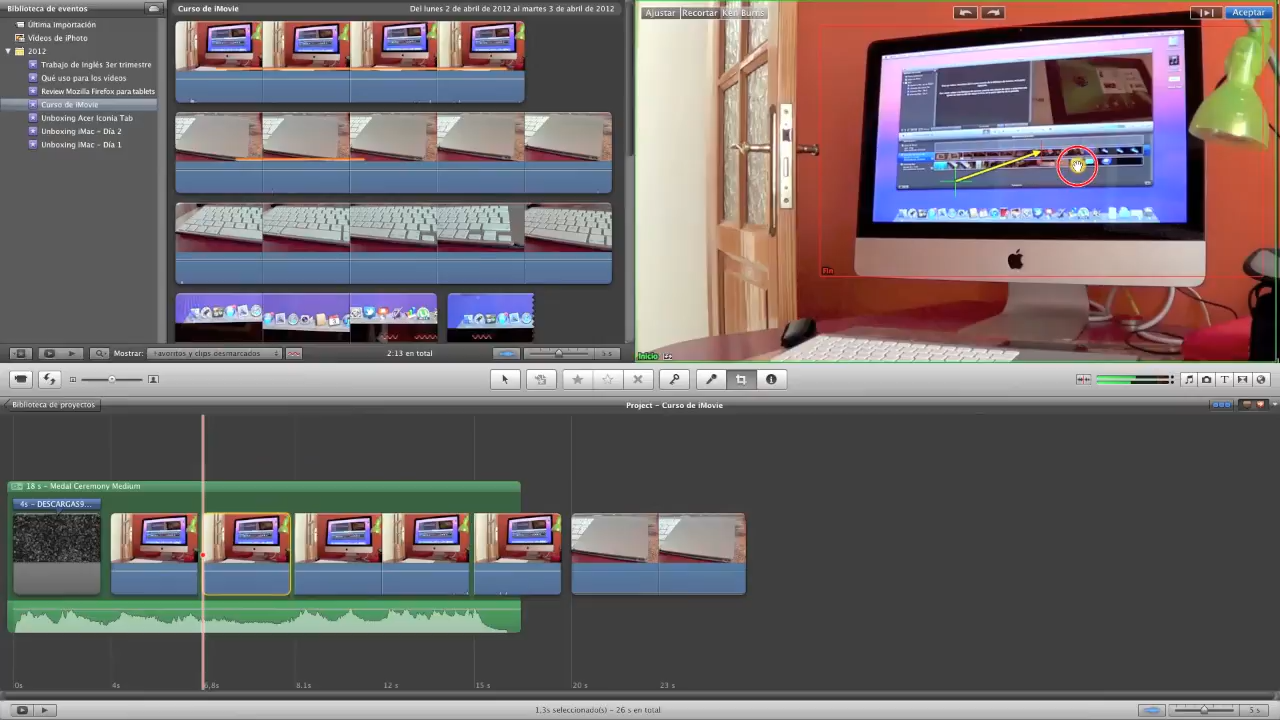 Biblioteca de eventos
Última importación
Vídeos de iPhoto
2012
Trabajo de Inglés 3er trimestre
Qué uso para los vídeos
Review Mozilla Firefox para tablets
Curso de iMovie
Unboxing Acer Iconia Tab
Unboxing iMac - Día 2
Unboxing iMac - Día 1
Curso de iMovie
Del lunes 2 de abril de 2012 al martes 3 de abril de 2012
Ajustar
Recortar
Ken Burns
Aceptar
Fin
Inicio
Mostrar:
Favoritos y clips desmarcados
2:13 en total
5 s
Biblioteca de proyectos
Project - Curso de iMovie
18 s - Medal Ceremony Medium
4s - DESCARGAS9...
0s
4s
6,8s
8.1s
12 s
15 s
20 s
23 s
1.3s seleccionado(s) - 26 s en total
5 s